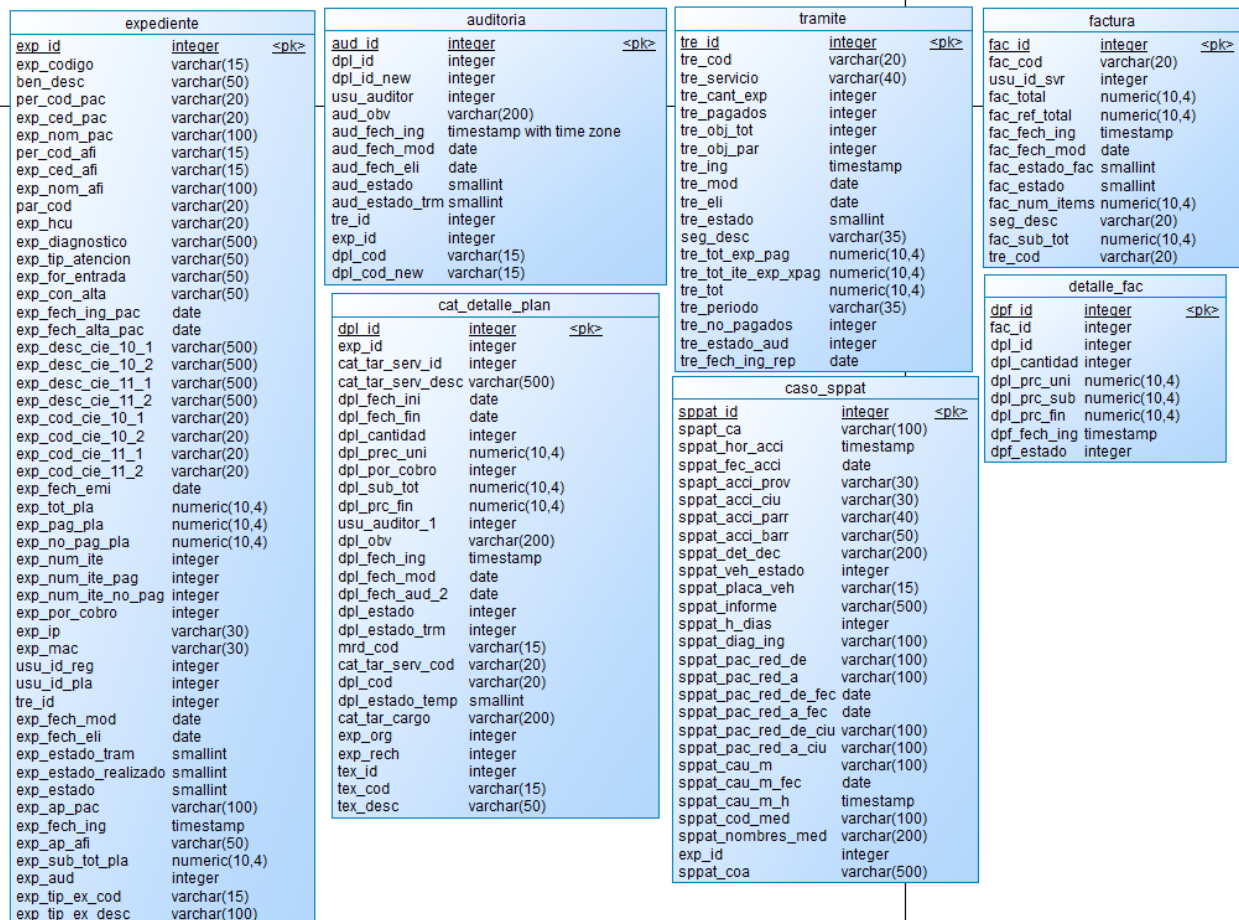 expediente
exp_id integer <pk>
exp_codigo varchar(15)
ben_desc varchar(50)
per_cod_pac varchar(20)
exp_ced_pac varchar(20)
exp_nom_pac varchar(100)
per_cod_afi varchar(15)
exp_ced_afi varchar(15)
exp_nom_afi varchar(100)
par_cod varchar(20)
exp_hcu varchar(20)
exp_diagnostico varchar(500)
exp_tip_atencion varchar(50)
exp_for_entrada varchar(50)
exp_con_alta varchar(50)
exp_fech_ing_pac date
exp_fech_alta_pac date
exp_desc_cie_10_1 varchar(500)
exp_desc_cie_10_2 varchar(500)
exp_desc_cie_11_1 varchar(500)
exp_desc_cie_11_2 varchar(500)
exp_cod_cie_10_1 varchar(20)
exp_cod_cie_10_2 varchar(20)
exp_cod_cie_11_1 varchar(20)
exp_cod_cie_11_2 varchar(20)
exp_fech_emi date
exp_tot_pla numeric(10,4)
exp_pag_pla numeric(10,4)
exp_no_pag_pla numeric(10,4)
exp_num_ite integer
exp_num_ite_pag integer
exp_num_ite_no_pag integer
exp_por_cobro integer
exp_ip varchar(30)
exp_mac varchar(30)
usu_id_reg integer
usu_id_pla integer
tre_id integer
exp_fech_mod date
exp_fech_eli date
exp_estado_tram smallint
exp_estado_realizado smallint
exp_estado smallint
exp_ap_pac varchar(100)
exp_fech_ing timestamp
exp_ap_afi varchar(50)
exp_sub_tot_pla numeric(10,4)
exp_aud integer
exp_tip_ex_cod varchar(15)
exp_tip_ex_desc varchar(100)
auditoria
aud_id integer <pk>
dpl_id integer
dpl_id_new integer
usu_auditor integer
aud_obv varchar(200)
aud_fech_ing timestamp with time zone
aud_fech_mod date
aud_fech_eli date
aud_estado smallint
aud_estado_trm smallint
tre_id integer
exp_id integer
dpl_cod varchar(15)
dpl_cod_new varchar(15)
cat_detalle_plan
dpl_id integer <pk>
exp_id integer
cat_tar_serv_id integer
cat_tar_serv_desc varchar(500)
dpl_fech_ini date
dpl_fech_fin date
dpl_cantidad integer
dpl_prec_uni numeric(10,4)
dpl_por_cobro integer
dpl_sub_tot numeric(10,4)
dpl_prc_fin numeric(10,4)
usu_auditor_1 integer
dpl_obv varchar(200)
dpl_fech_ing timestamp
dpl_fech_mod date
dpl_fech_aud_2 date
dpl_estado integer
dpl_estado_trm integer
mrd_cod varchar(15)
cat_tar_serv_cod varchar(20)
dpl_cod varchar(20)
dpl_estado_temp smallint
cat_tar_cargo varchar(200)
exp_org integer
exp_rech integer
tex_id integer
tex_cod varchar(15)
tex_desc varchar(50)
tramite
tre_id integer <pk>
tre_cod varchar(20)
tre_servicio varchar(40)
tre_cant_exp integer
tre_pagados integer
tre_obj_tot integer
tre_obj_par integer
tre_ing timestamp
tre_mod date
tre_eli date
tre_estado smallint
seg_desc varchar(35)
tre_tot_exp_pag numeric(10,4)
tre_tot_ite_exp_xpag numeric(10,4)
tre_tot numeric(10,4)
tre_periodo varchar(35)
tre_no_pagados integer
tre_estado_aud integer
tre_fech_ing_rep date
caso_sppat
sppat_id integer <pk>
spapt_ca varchar(100)
sppat_hor_acci timestamp
sppat_fec_acci date
spapt_acci_prov varchar(30)
sppat_acci_ciu varchar(30)
sppat_acci_parr varchar(40)
sppat_acci_barr varchar(50)
sppat_det_dec varchar(200)
sppat_veh_estado integer
sppat_placa_veh varchar(15)
sppat_informe varchar(500)
sppat_h_dias integer
sppat_diag_ing varchar(100)
sppat_pac_red_de varchar(100)
sppat_pac_red_a varchar(100)
sppat_pac_red_de_fec date
sppat_pac_red_a_fec date
sppat_pac_red_de_ciu varchar(100)
sppat_pac_red_a_ciu varchar(100)
sppat_cau_m varchar(100)
sppat_cau_m_fec date
sppat_cau_m_h timestamp
sppat_cod_med varchar(100)
sppat_nombres_med varchar(200)
exp_id integer
sppat_coa varchar(500)
factura
fac_id integer <pk>
fac_cod varchar(20)
usu_id_svr integer
fac_total numeric(10,4)
fac_ref_total numeric(10,4)
fac_fech_ing timestamp
fac_fech_mod date
fac_estado_fac smallint
fac_estado smallint
fac_num_items numeric(10,4)
seg_desc varchar(20)
fac_sub_tot numeric(10,4)
tre_cod varchar(20)
detalle_fac
dpf_id integer <pk>
fac_id integer
dpl_id integer
dpl_cantidad integer
dpl_prc_uni numeric(10,4)
dpl_prc_sub numeric(10,4)
dpl_prc_fin numeric(10,4)
dpf_fech_ing timestamp
dpf_estado integer